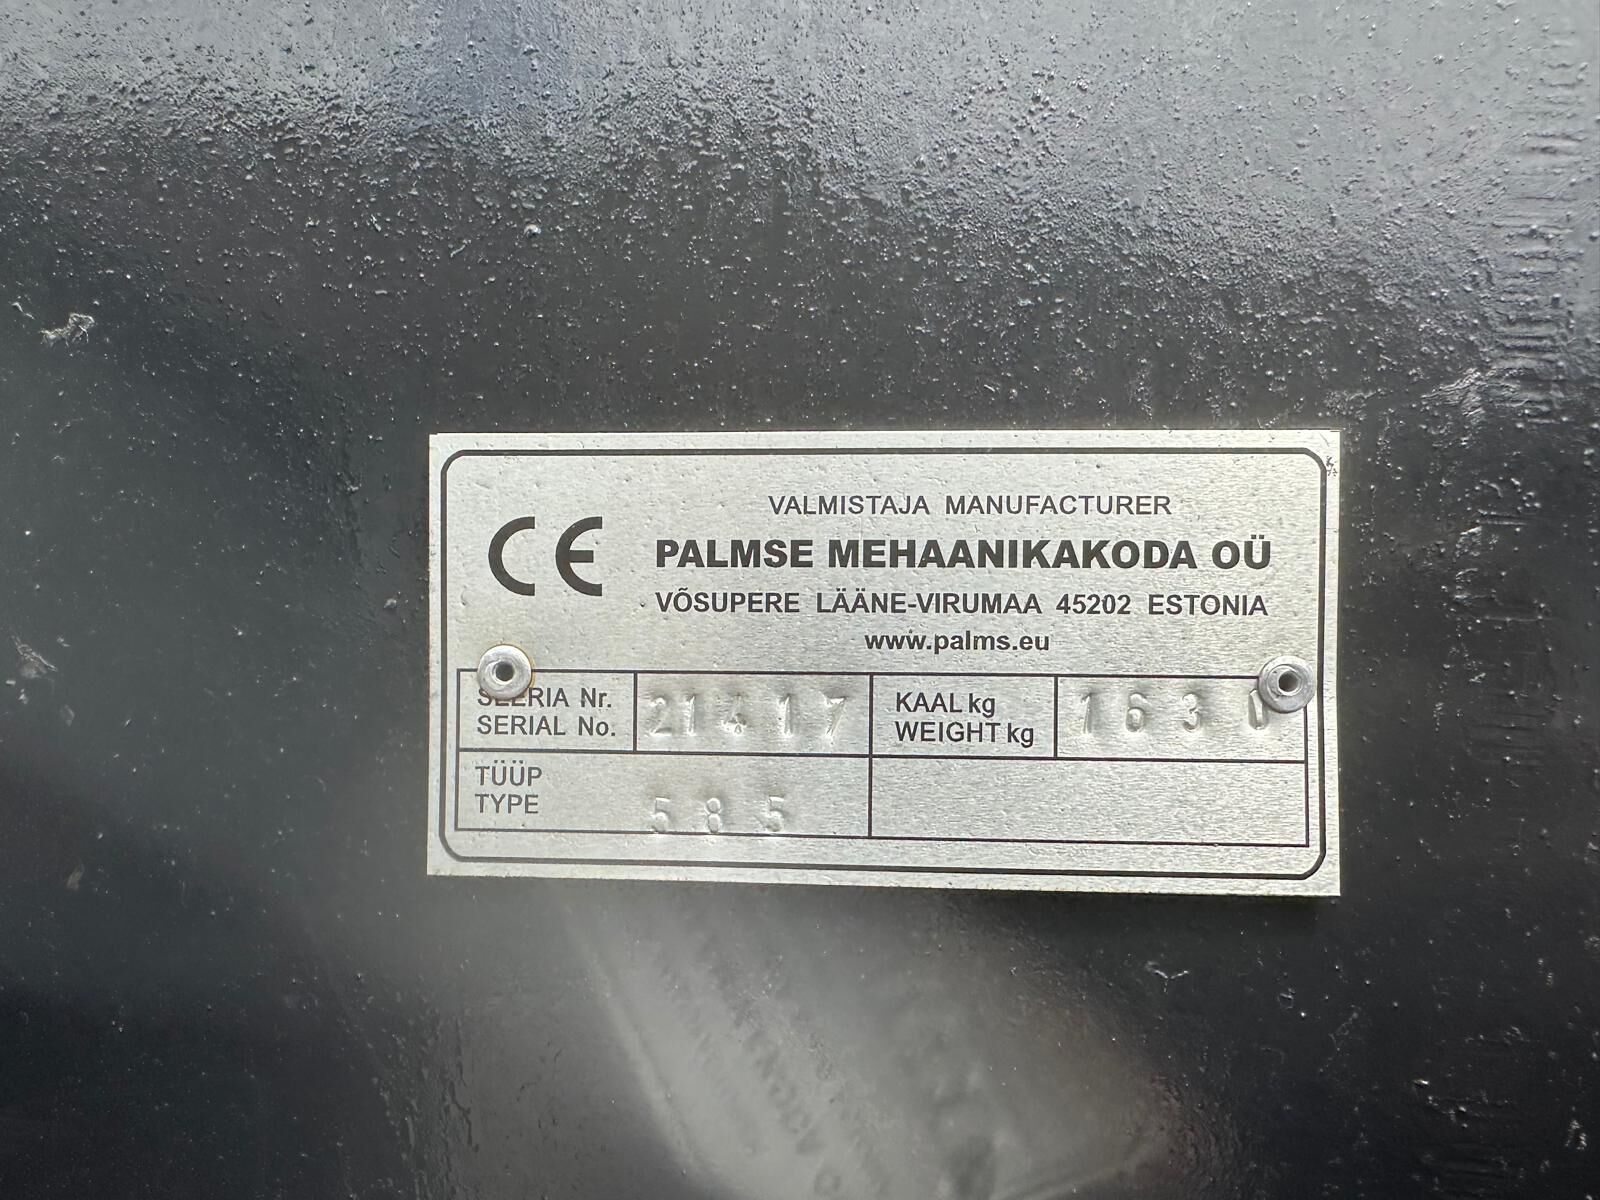 CE
VALMISTAJA MANUFACTURER
PALMSE MEHAANIKAKODA OÜ
VÕSUPERE LÄÄNE-VIRUMAA 45202 ESTONIA
www.palms.eu
SEERIA Nr.
SERIAL No.
21417
KAAL kg
WEIGHT kg
1630
TÜÜP
TYPE
585